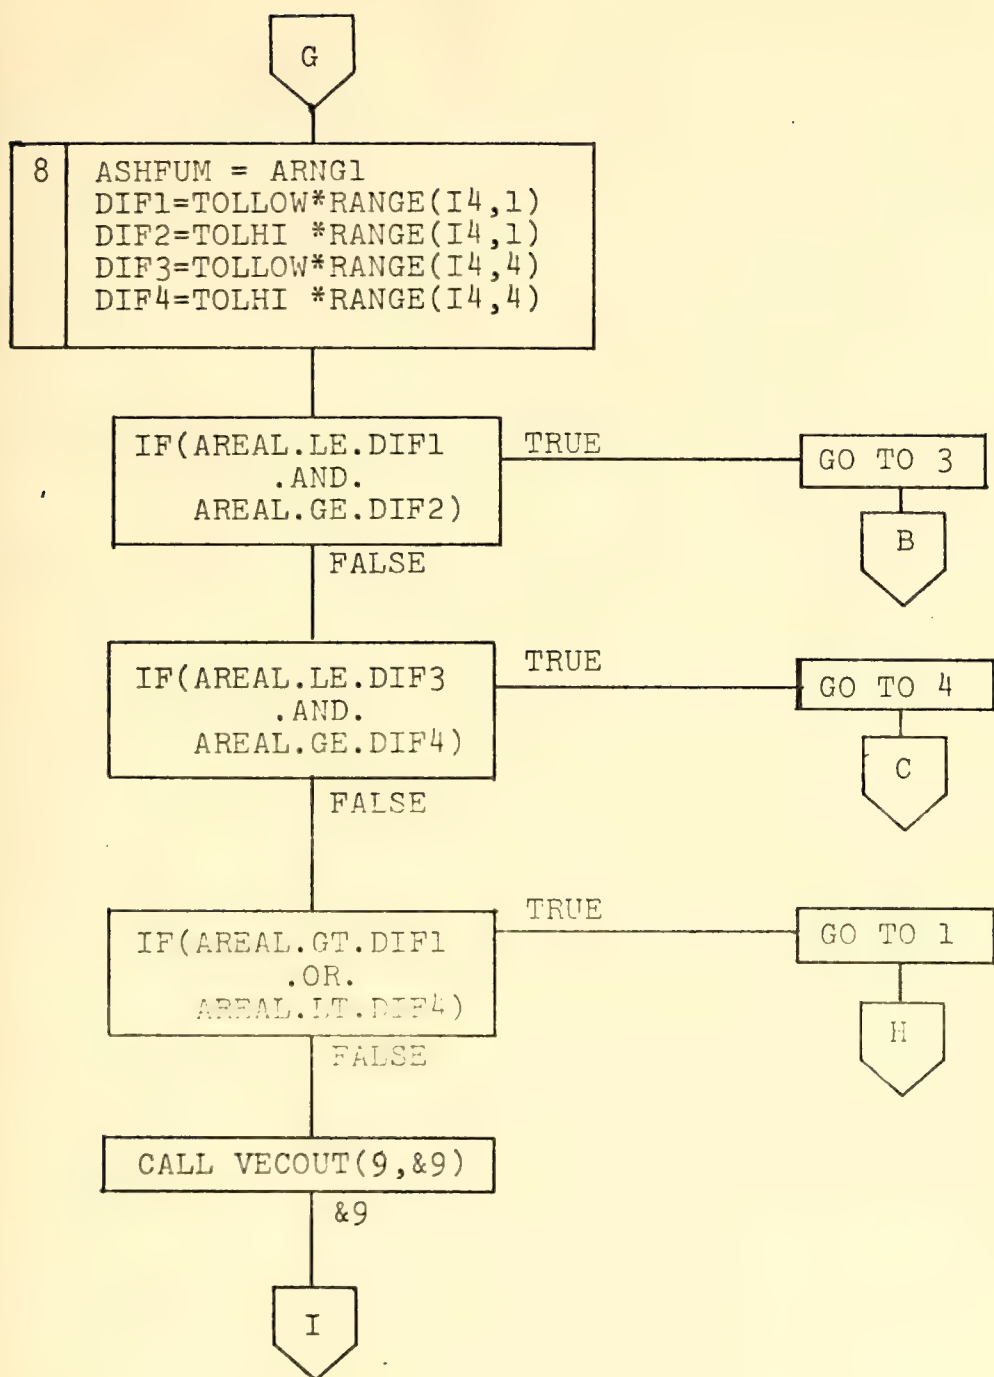 G
8
ASHFUM = ARNG1
DIF1=TOLLOW*RANGE(I4,1)
DIF2=TOLHI *RANGE(I4,1)
DIF3=TOLLOW*RANGE(I4,4)
DIF4=TOLHI *RANGE(I4,4)
IF(AREAL.LE.DIF1
.AND.
AREAL.GE.DIF2)
TRUE
GO TO 3
B
FALSE
IF(AREAL.LE.DIF3
.AND.
AREAL.GE.DIF4)
TRUE
GO TO 4
C
FALSE
IF(AREAL.GT.DIF1
.OR.
AREAL.LT.DIF4)
TRUE
GO TO 1
H
FALSE
CALL VECOUT(9,&9)
&9
I